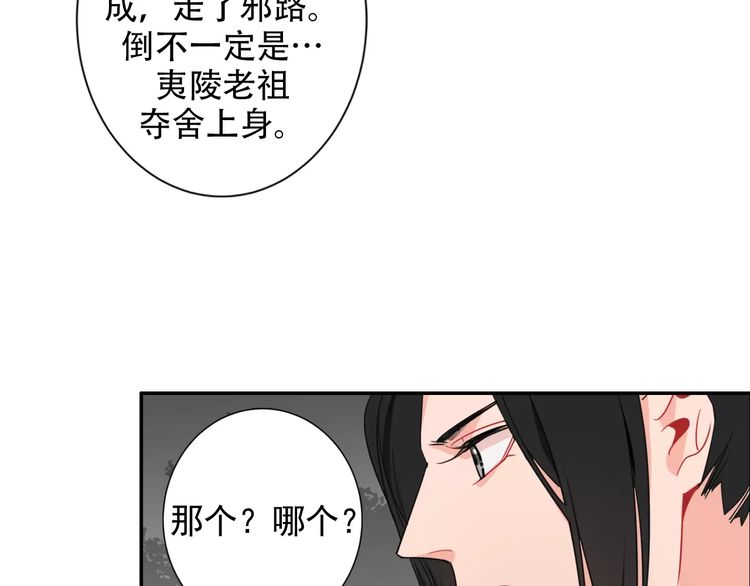 成，走了邪路。
倒不一定是…
夷陵老祖
夺舍上身。
那个？哪个？